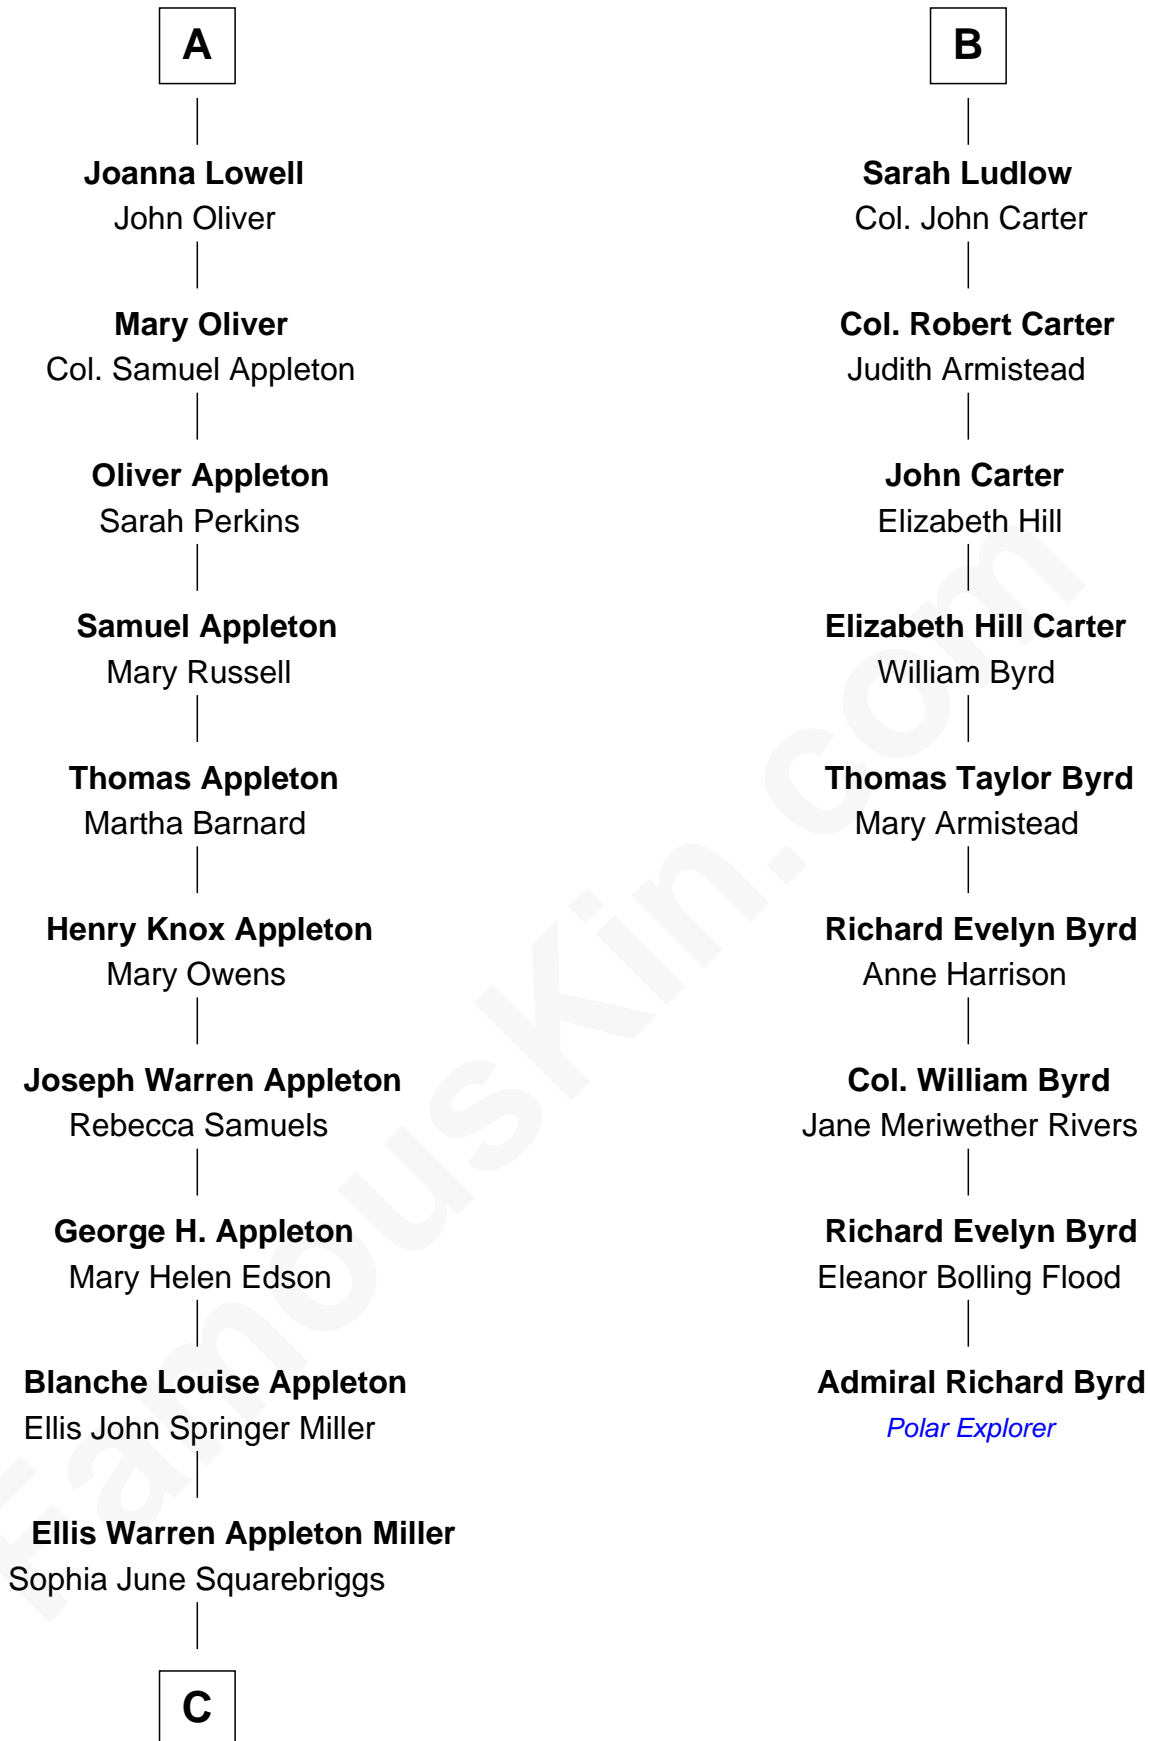 A
Joanna Lowell
John Oliver
Mary Oliver
Col. Samuel Appleton
Oliver Appleton
Sarah Perkins
Samuel Appleton
Mary Russell
Thomas Appleton
Martha Barnard
Henry Knox Appleton
Mary Owens
Joseph Warren Appleton
Rebecca Samuels
George H. Appleton
Mary Helen Edson
Blanche Louise Appleton
Ellis John Springer Miller
Ellis Warren Appleton Miller
Sophia June Squarebriggs
C
B
Sarah Ludlow
Col. John Carter
Col. Robert Carter
Judith Armistead
John Carter
Elizabeth Hill
Elizabeth Hill Carter
William Byrd
Thomas Taylor Byrd
Mary Armistead
Richard Evelyn Byrd
Anne Harrison
Col. William Byrd
Jane Meriwether Rivers
Richard Evelyn Byrd
Eleanor Bolling Flood
Admiral Richard Byrd
Polar Explorer
FamousKin.com